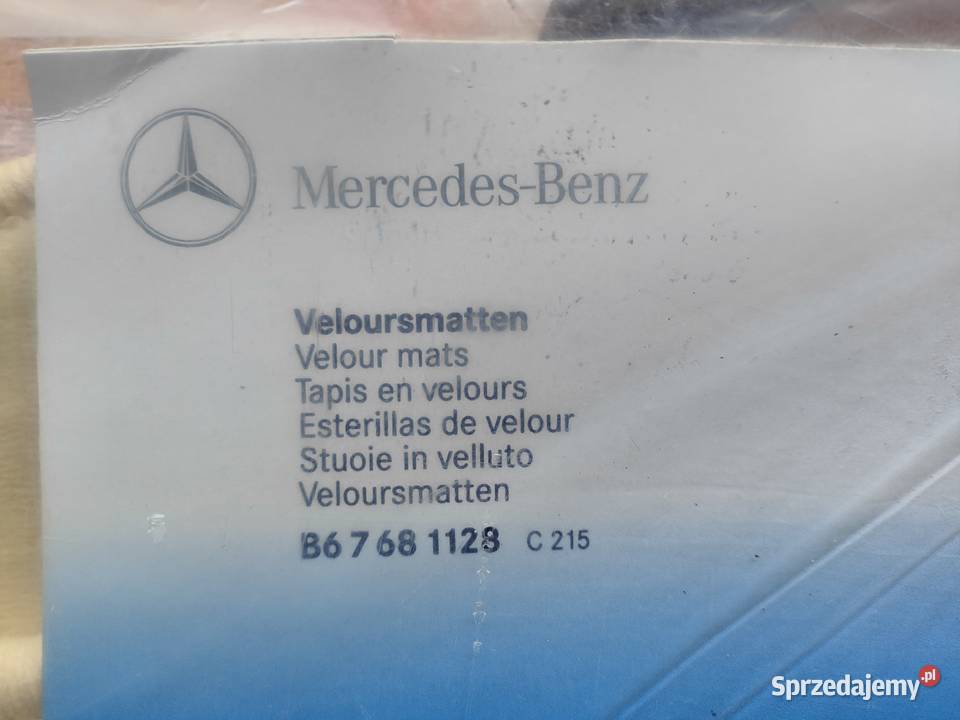 Mercedes-Benz
Veloursmatten
Velour mats
Tapis en velours
Esterillas de velour
Stuoie in velluto
Veloursmatten
B6 7 68 1128 C 215
Sprzedajemy.pl